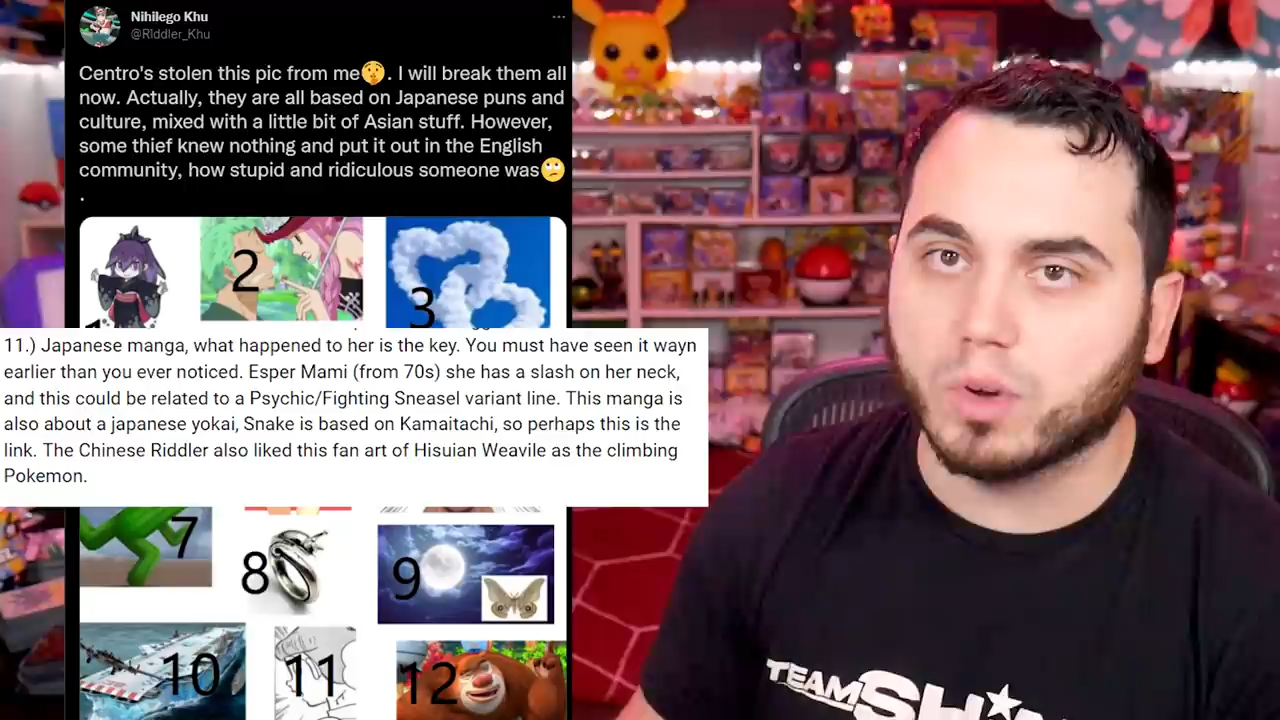 Nihilego Khu
@Rlddler_Khu
Centro's stolen this pic from me🤫. I will break them all
now. Actually, they are all based on Japanese puns and
culture, mixed with a little bit of Asian stuff. However,
some thief knew nothing and put it out in the English
community, how stupid and ridiculous someone was🙄
.
2
3
11.) Japanese manga, what happened to her is the key. You must have seen it wayn
earlier than you ever noticed. Esper Mami (from 70s) she has a slash on her neck,
and this could be related to a Psychic/Fighting Sneasel variant line. This manga is
also about a japanese yokai, Snake is based on Kamaitachi, so perhaps this is the
link. The Chinese Riddler also liked this fan art of Hisuian Weavile as the climbing
Pokemon.
7
8
9
10
11
12
TEAM